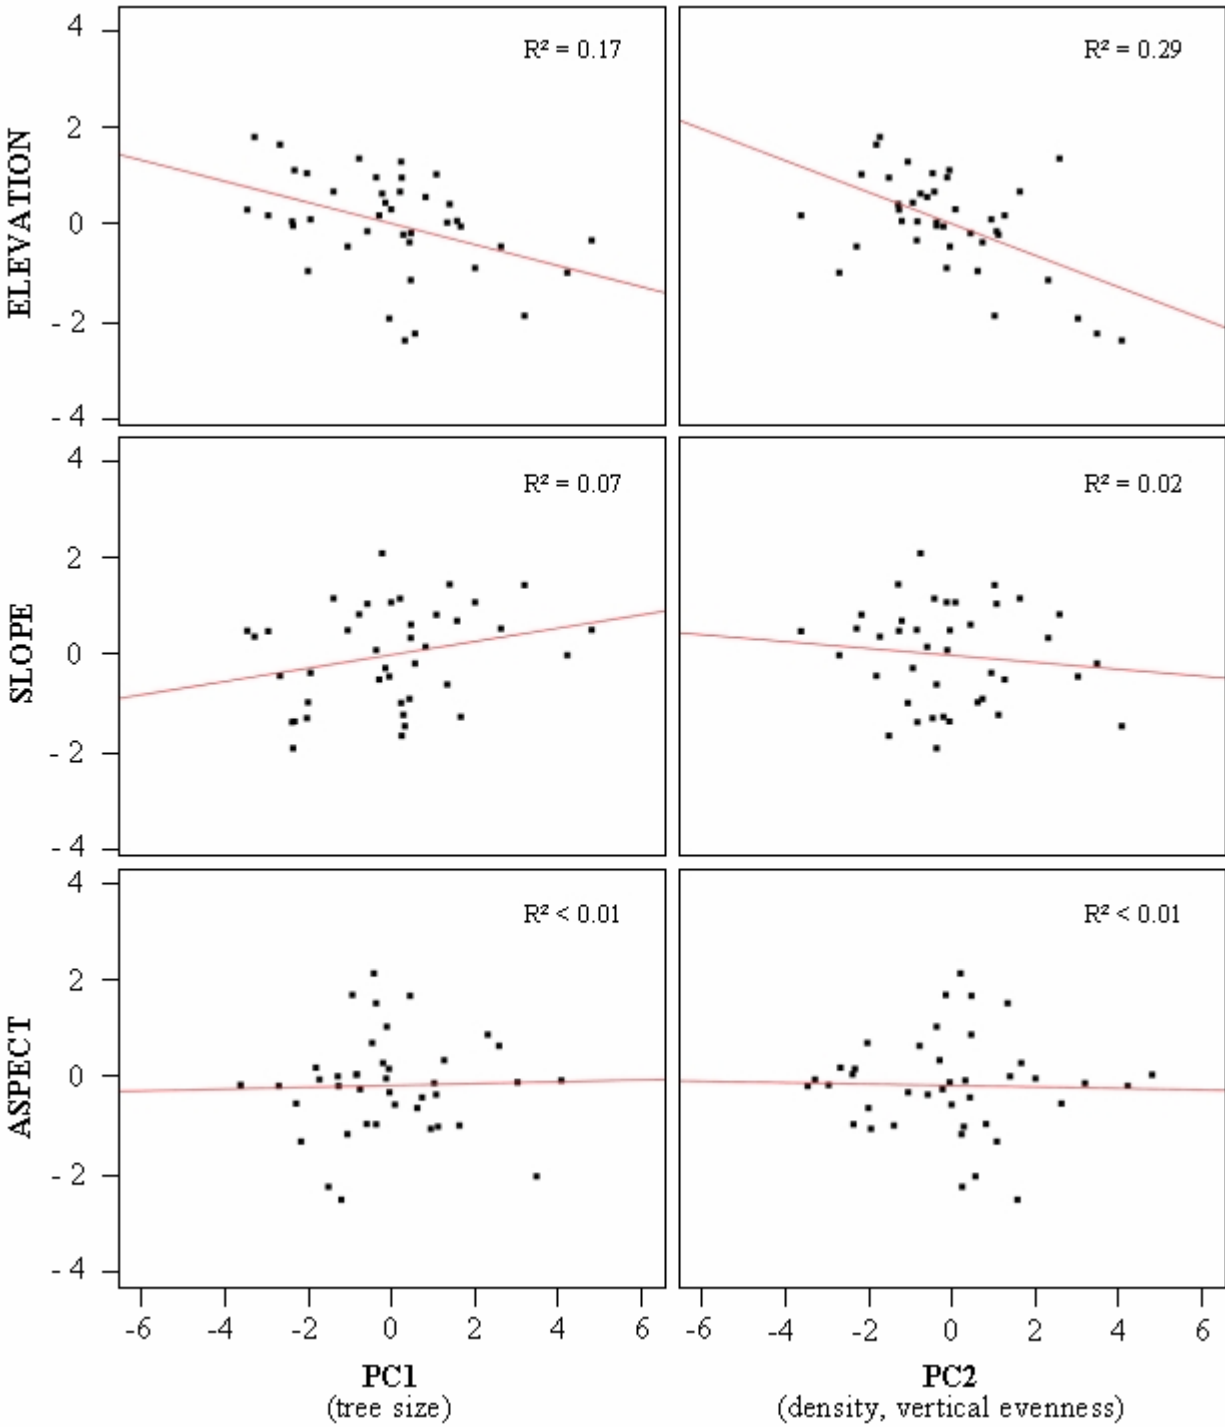 4
2
0
- 2
- 4
ELEVATION
R² = 0.17
R² = 0.29
4
2
0
- 2
- 4
SLOPE
R² = 0.07
R² = 0.02
4
2
0
- 2
- 4
ASPECT
R² < 0.01
R² < 0.01
-6 -4 -2 0 2 4 6
-6 -4 -2 0 2 4 6
PC1
(tree size)
PC2
(density, vertical evenness)